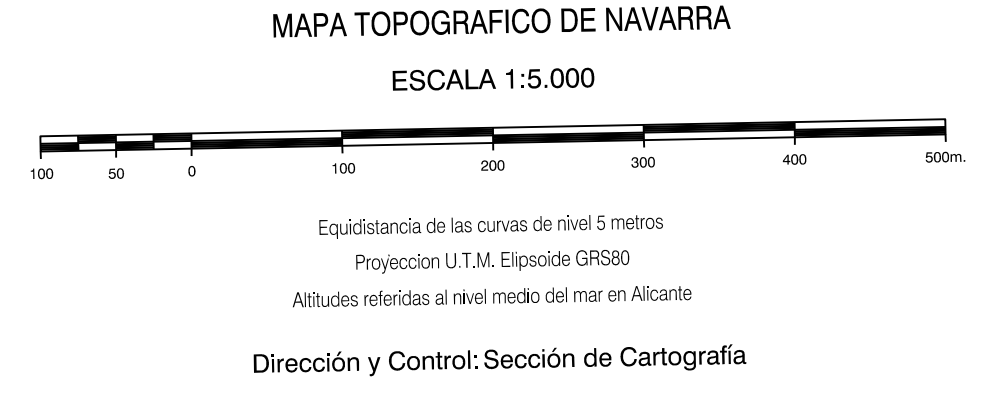 MAPA TOPOGRAFICO DE NAVARRA
ESCALA 1:5.000
100 50 0 100 200 300 400 500m.
Equidistancia de las curvas de nivel 5 metros
Proyeccion U.T.M. Elipsoide GRS80
Altitudes referidas al nivel medio del mar en Alicante
Dirección y Control: Sección de Cartografía